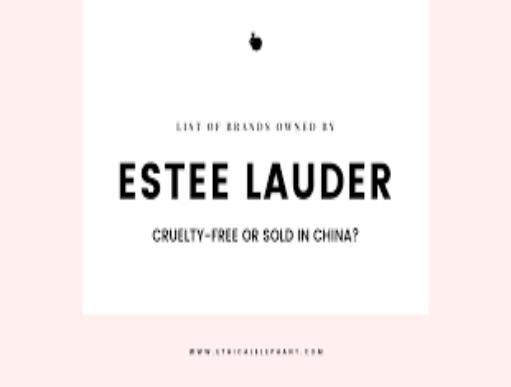 LIST OF BRANDS OWNED BY
ESTEE LAUDER
CRUELTY-FREE OR SOLD IN CHINA?
WWW.ETHICALELEPHANT.COM